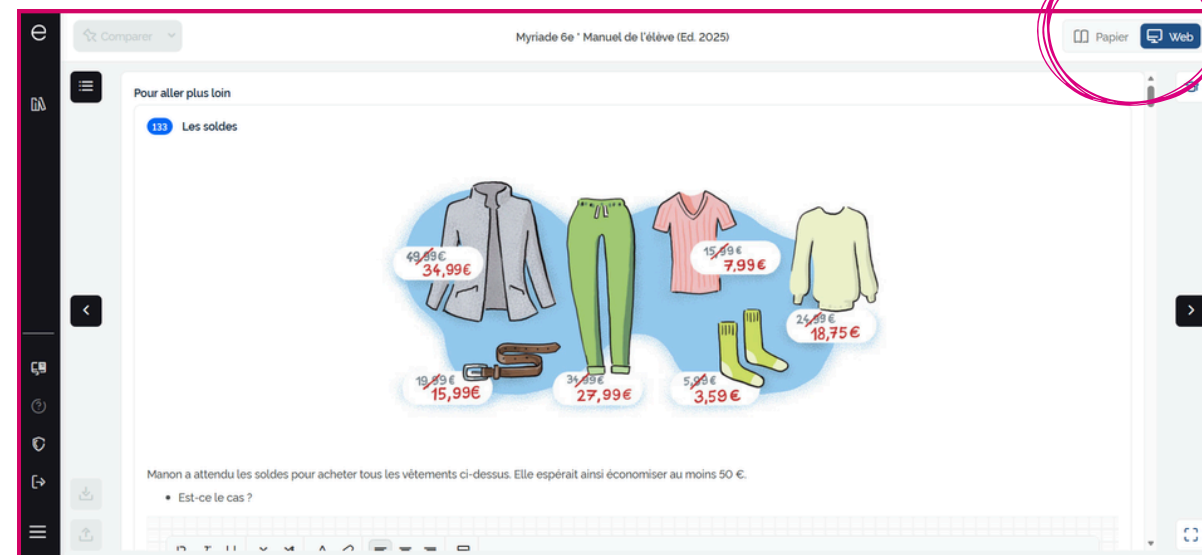 e
Comparer
Myriade 6e * Manuel de l'élève (Ed. 2025)
Papier
Web
Pour aller plus loin
133 Les soldes
49,99€
34,99€
15,99€
7,99€
24,99€
18,75€
19,99€
15,99€
34,99€
27,99€
5,99€
3,59€
Manon a attendu les soldes pour acheter tous les vêtements ci-dessus. Elle espérait ainsi économiser au moins 50 €.
• Est-ce le cas ?